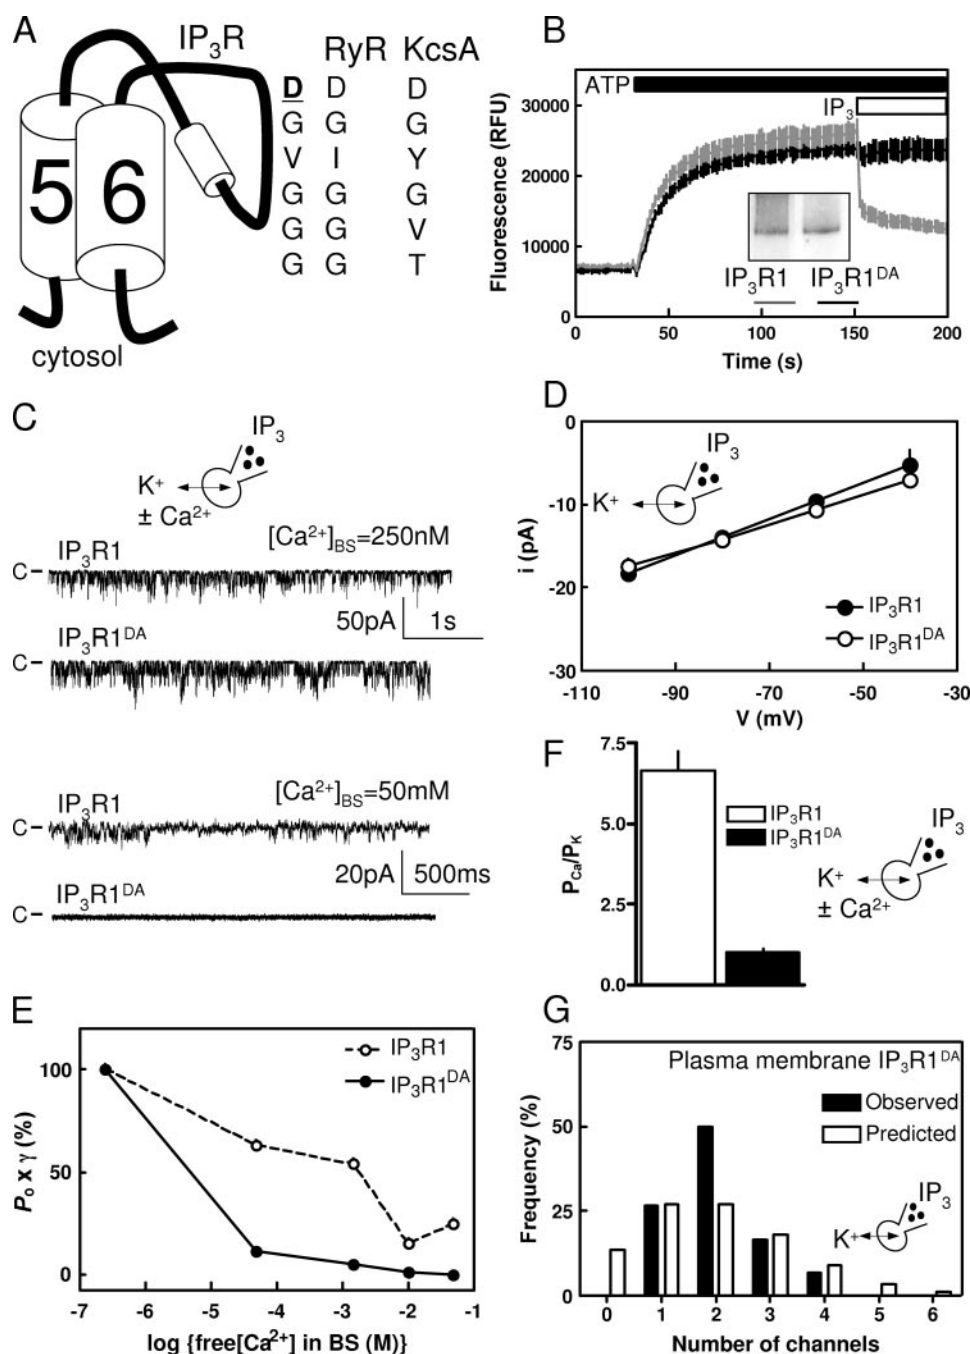 A
IP₃R
RyR KcsA
D D D
G G G
V I Y
G G G
G G V
G G T
5 6
cytosol
B
ATP
IP₃
Fluorescence (RFU)
30000
20000
10000
0
IP₃R1 IP₃R1ᴰᴬ
0 50 100 150 200
Time (s)
C
IP₃
K⁺
± Ca²⁺
[Ca²⁺]BS=250nM
IP₃R1
C
50pA 1s
IP₃R1ᴰᴬ
C
[Ca²⁺]BS=50mM
IP₃R1
C
20pA 500ms
IP₃R1ᴰᴬ
C
D
IP₃
K⁺
i (pA)
0
-10
-20
-30
IP₃R1
IP₃R1ᴰᴬ
-110 -90 -70 -50 -30
V (mV)
F
PCa/PK
7.5
5.0
2.5
0.0
IP₃R1
IP₃R1ᴰᴬ
IP₃
K⁺
± Ca²⁺
E
Pₒ x γ (%)
100
50
0
IP₃R1
IP₃R1ᴰᴬ
-7 -6 -5 -4 -3 -2 -1
log {free[Ca²⁺] in BS (M)}
G
Plasma membrane IP₃R1ᴰᴬ
Observed
Predicted
IP₃
K⁺
Frequency (%)
75
50
25
0
0 1 2 3 4 5 6
Number of channels